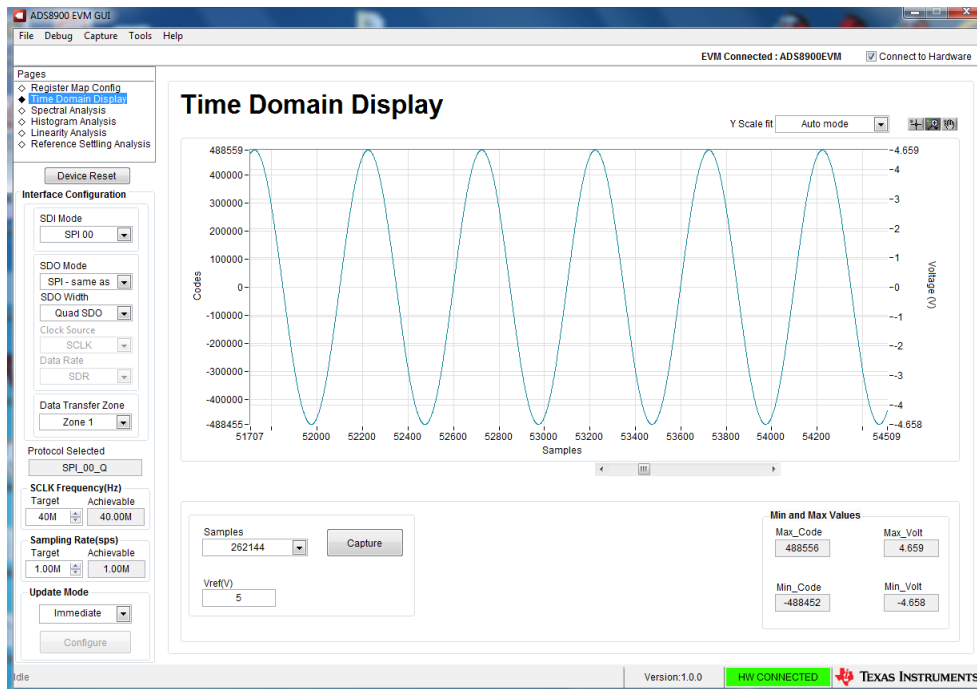 ADS8900 EVM GUI
File Debug Capture Tools Help
EVM Connected : ADS8900EVM Connect to Hardware
Pages
Register Map Config
Time Domain Display
Spectral Analysis
Histogram Analysis
Linearity Analysis
Reference Settling Analysis
Device Reset
Interface Configuration
SDI Mode
SPI 00
SDO Mode
SPI - same as
SDO Width
Quad SDO
Clock Source
SCLK
Data Rate
SDR
Data Transfer Zone
Zone 1
Protocol Selected
SPI_00_Q
SCLK Frequency(Hz)
Target Achievable
40M 40.00M
Sampling Rate(sps)
Target Achievable
1.00M 1.00M
Update Mode
Immediate
Configure
Time Domain Display
Y Scale fit Auto mode
Codes
488559
400000
300000
200000
100000
0
-100000
-200000
-300000
-400000
-488455
51707 52000 52200 52400 52600 52800 53000 53200 53400 53600 53800 54000 54200 54509
Samples
-4.659
-4
-3
-2
-1
-0
--1
--2
--3
--4
--4.658
Voltage (V)
Samples
262144
Capture
Vref(V)
5
Min and Max Values
Max_Code Max_Volt
488556 4.659
Min_Code Min_Volt
-488452 -4.658
Idle Version:1.0.0 HW CONNECTED TEXAS INSTRUMENTS